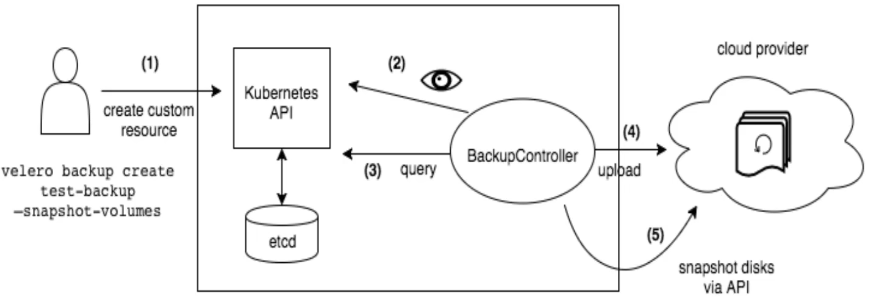 (1)
create custom
resource
velero backup create
test-backup
—snapshot-volumes
Kubernetes
API
etcd
(2)
(3) query
BackupController
(4)
upload
(5)
cloud provider
snapshot disks
via API